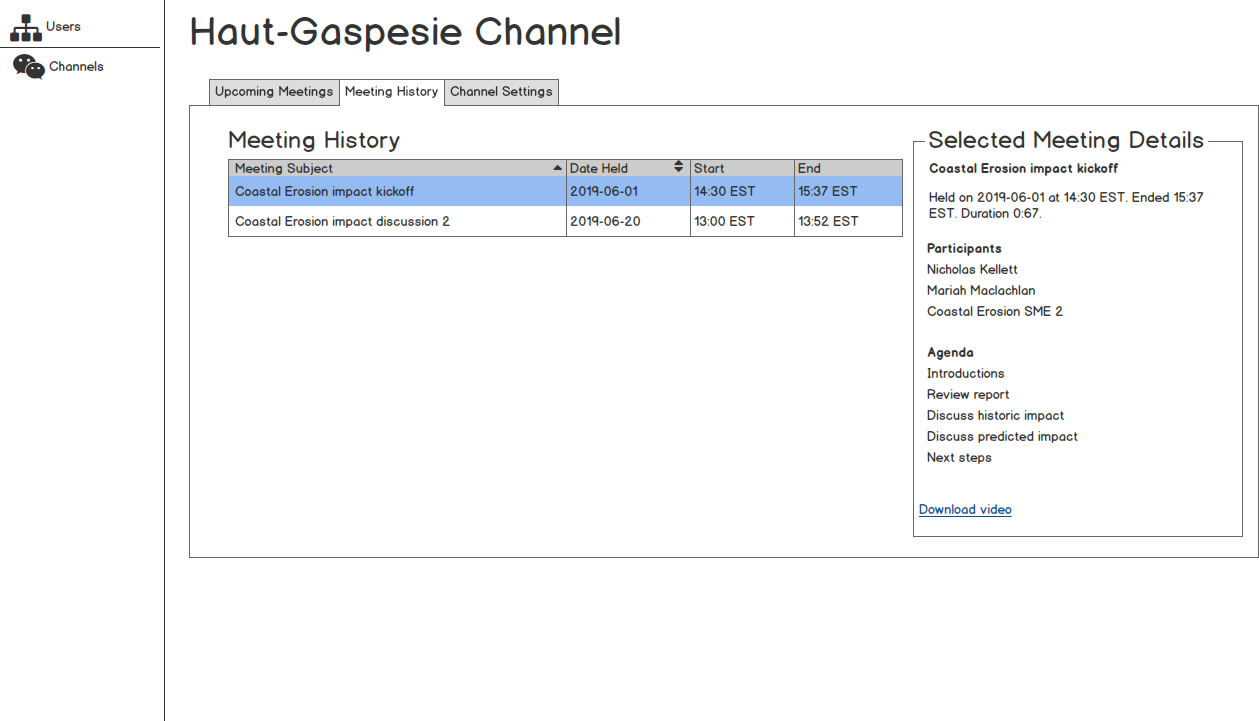 Users
Channels
Haut-Gaspesie Channel
Upcoming Meetings Meeting History Channel Settings
Meeting History
Meeting Subject Date Held Start End
Coastal Erosion impact kickoff 2019-06-01 14:30 EST 15:37 EST
Coastal Erosion impact discussion 2 2019-06-20 13:00 EST 13:52 EST
Selected Meeting Details
Coastal Erosion impact kickoff
Held on 2019-06-01 at 14:30 EST. Ended 15:37
EST. Duration 0:67.
Participants
Nicholas Kellett
Mariah Maclachlan
Coastal Erosion SME 2
Agenda
Introductions
Review report
Discuss historic impact
Discuss predicted impact
Next steps
Download video